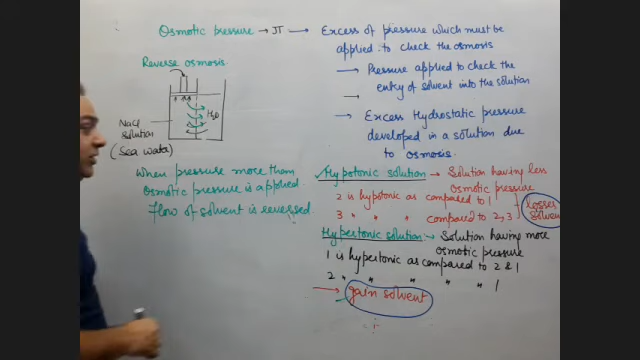 Osmotic pressure → π → Excess of pressure which must be
applied to check the osmosis
→ Pressure applied to check the
entry of solvent into the solution
→
→ Excess Hydrostatic pressure
developed in a solution due
to osmosis.
Reverse osmosis
H₂O
NaCl
solution
(Sea water)
When pressure more than
osmotic pressure is applied.
Flow of solvent is reversed.
✓Hypotonic solution → Solution having less
osmotic pressure
2 is hypotonic as compared to 1
3 " " " compared to 2, 3
losses
solvent
Hypertonic solution → Solution having more
osmotic pressure
1 is hypertonic as compared to 2 & 1
2 " " " " 1
→ gain solvent